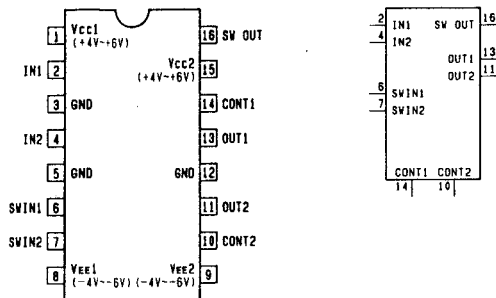 1 Vcc1 16 SW OUT
(+4V~+6V)
IN1 2 Vcc2 15
(+4V~+6V)
3 GND 14 CONT1
IN2 4 13 OUT1
5 GND GND 12
SWIN1 6 11 OUT2
SWIN2 7 10 CONT2
8 VEE1 VEE2 9
(-4V~-6V) (-4V~-6V)
2 IN1 SW OUT 16
4 IN2
OUT1 13
OUT2 11
6 SWIN1
7 SWIN2
CONT1 CONT2
14 10